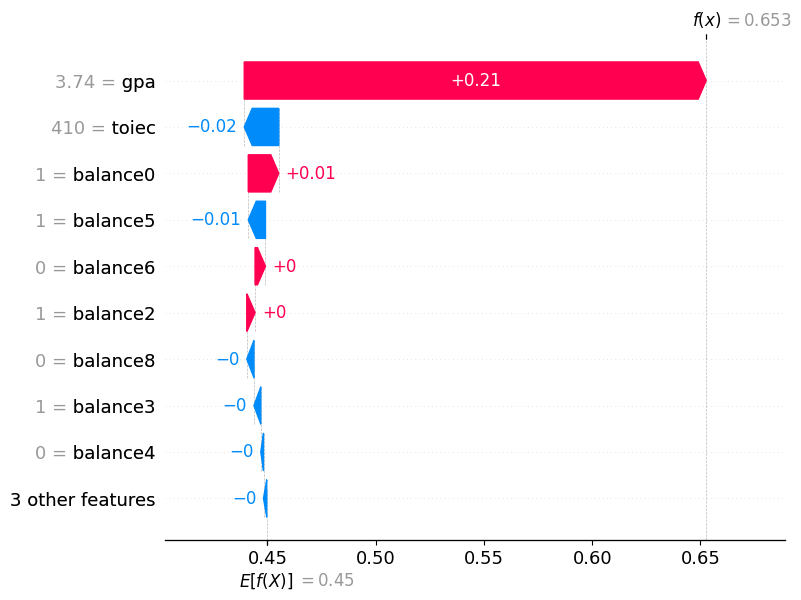 f(x) = 0.653
3.74 = gpa
+0.21
410 = toiec
−0.02
1 = balance0
+0.01
1 = balance5
−0.01
0 = balance6
+0
1 = balance2
+0
0 = balance8
−0
1 = balance3
−0
0 = balance4
−0
3 other features
−0
0.45 0.50 0.55 0.60 0.65
E[f(X)] = 0.45